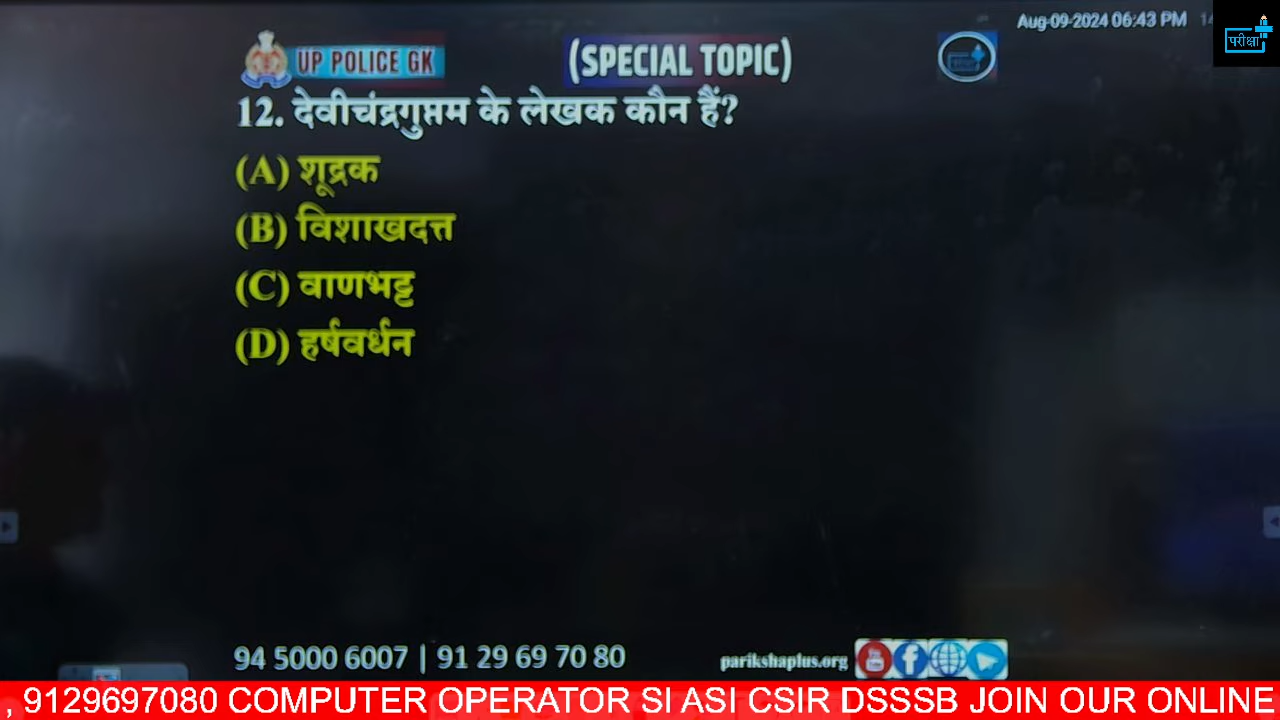 Aug-09-2024 06:43 PM
परीक्षा
UP POLICE GK
(SPECIAL TOPIC)
12. देवीचंद्रगुप्तम के लेखक कौन हैं?
(A) शूद्रक
(B) विशाखदत्त
(C) वाणभट्ट
(D) हर्षवर्धन
94 5000 6007 | 91 29 69 70 80
parikshaplus.org
, 9129697080 COMPUTER OPERATOR SI ASI CSIR DSSSB JOIN OUR ONLINE